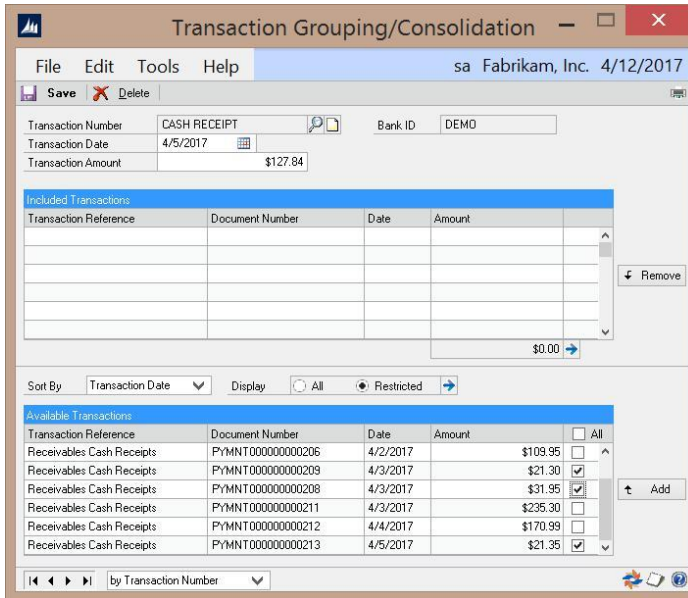 Transaction Grouping/Consolidation
File Edit Tools Help sa Fabrikam, Inc. 4/12/2017
Save Delete
Transaction Number CASH RECEIPT Bank ID DEMO
Transaction Date 4/5/2017
Transaction Amount $127.84
Included Transactions
Transaction Reference Document Number Date Amount
Remove
$0.00
Sort By Transaction Date Display All Restricted
Available Transactions
Transaction Reference Document Number Date Amount All
Receivables Cash Receipts PYMNT000000000206 4/2/2017 $109.95
Receivables Cash Receipts PYMNT000000000209 4/3/2017 $21.30
Receivables Cash Receipts PYMNT000000000208 4/3/2017 $31.95 Add
Receivables Cash Receipts PYMNT000000000211 4/3/2017 $235.30
Receivables Cash Receipts PYMNT000000000212 4/4/2017 $170.99
Receivables Cash Receipts PYMNT000000000213 4/5/2017 $21.35
by Transaction Number